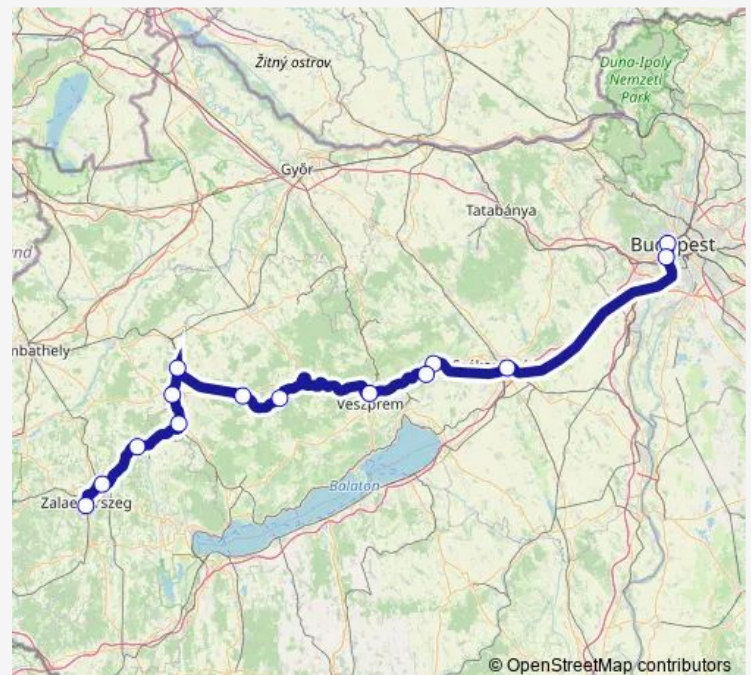 Žitný ostrov
Duna-Ipoly
Nemzeti
Park
Győr
Tatabánya
Veszprém
Balaton
© OpenStreetMap contributors